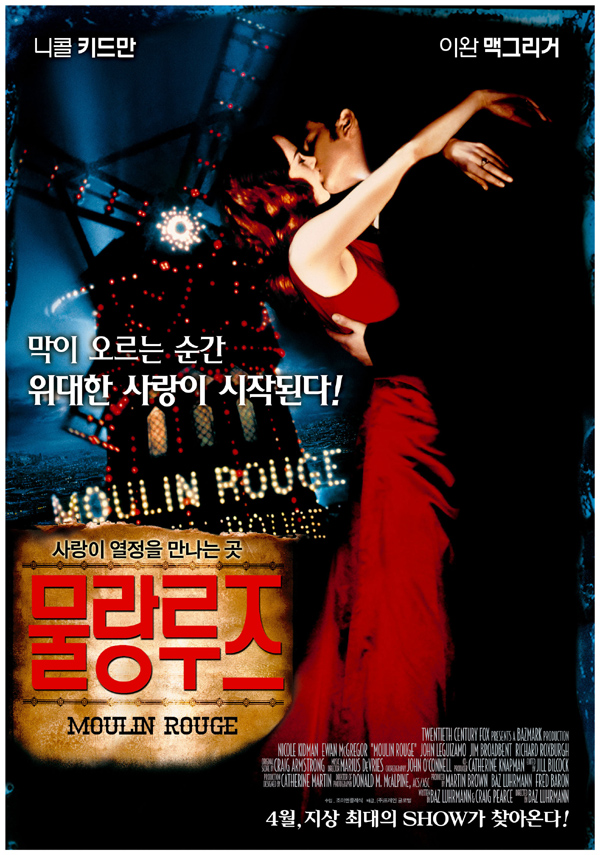 니콜 키드만
이완 맥그리거
막이 오르는 순간
위대한 사랑이 시작된다!
MOULIN ROUGE
사랑이 열정을 만나는 곳
물랑루즈
MOULIN ROUGE
TWENTIETH CENTURY FOX PRESENTS A BAZMARK PRODUCTION
NICOLE KIDMAN EWAN McGREGOR "MOULIN ROUGE" JOHN LEGUIZAMO JIM BROADBENT RICHARD ROXBURGH
CRAIG ARMSTRONG MARIUS DeVRIES JOHN O'CONNELL CATHERINE KNAPMAN JILL BILCOCK
CATHERINE MARTIN DONALD M. McALPINE, ACS/ASC MARTIN BROWN BAZ LUHRMANN FRED BARON
WRITTEN BY BAZ LUHRMANN & CRAIG PEARCE DIRECTED BY BAZ LUHRMANN
4월, 지상 최대의 SHOW가 찾아온다!